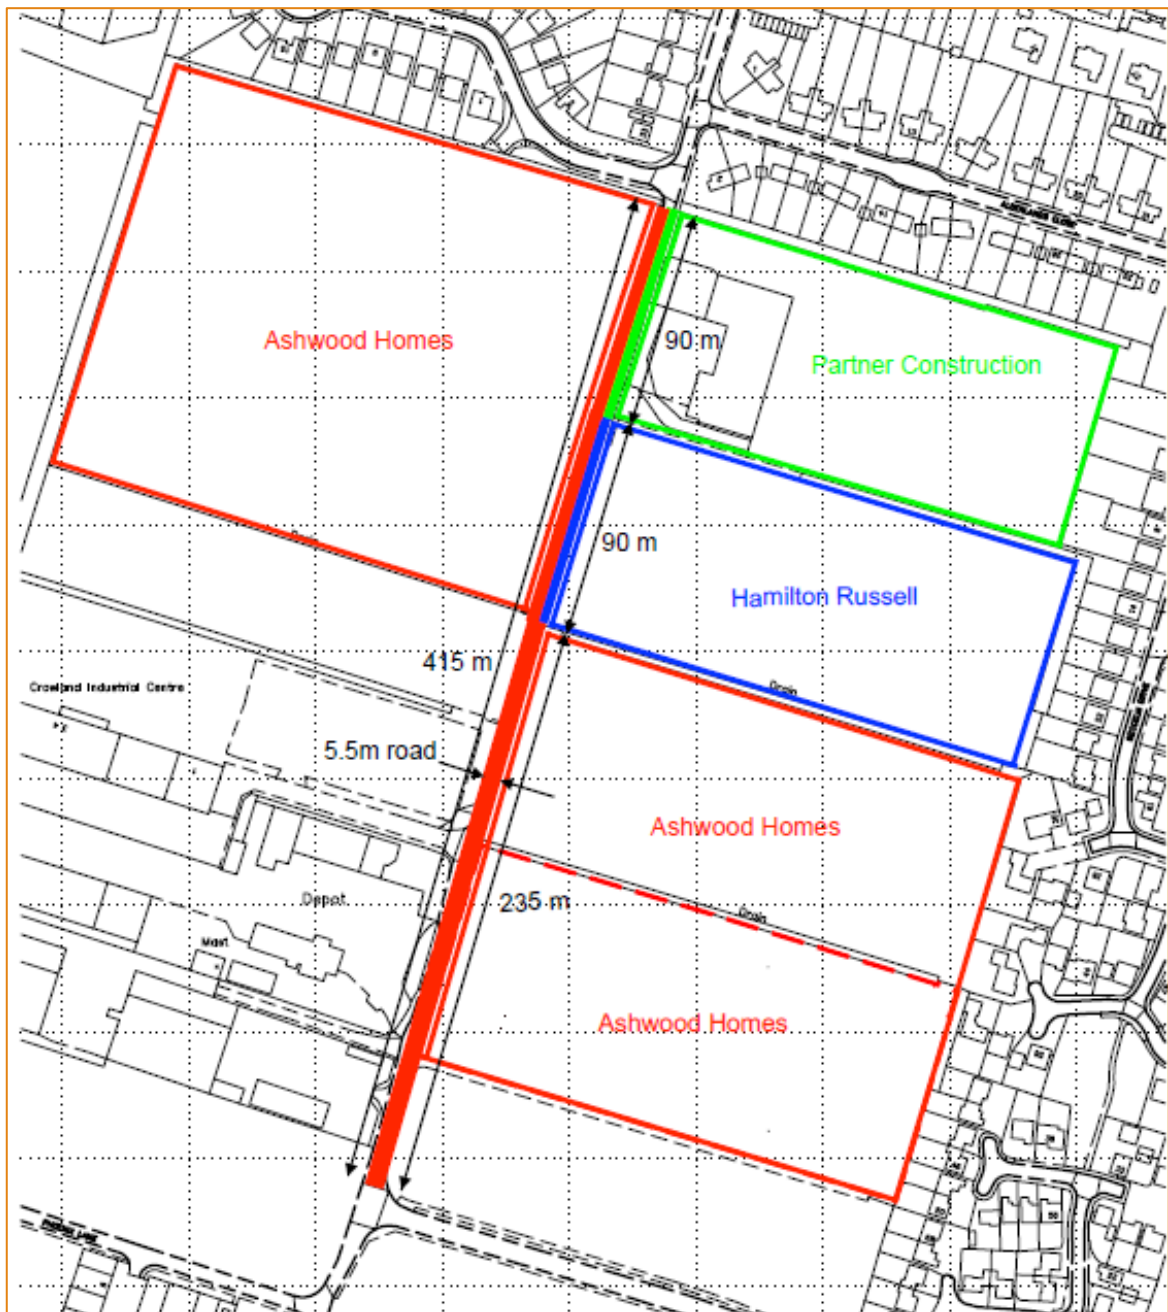 Ashwood Homes
90 m
Partner Construction
90 m
Hamilton Russell
415 m
Drain
Crowland Industrial Centre
5.5m road
Ashwood Homes
Depot
235 m
Drain
Mast
Ashwood Homes